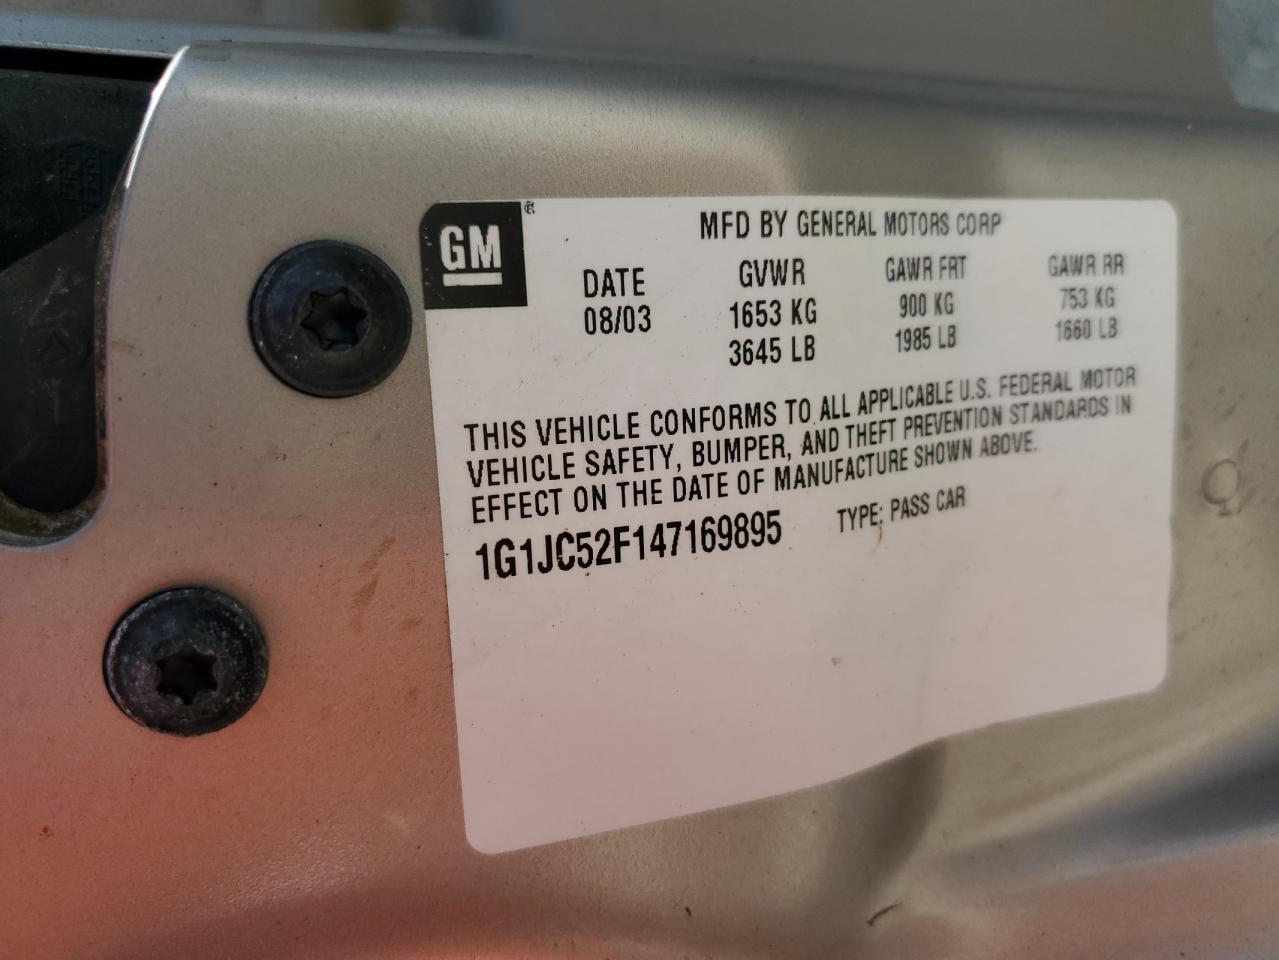 GM ®
MFD BY GENERAL MOTORS CORP
DATE GVWR GAWR FRT GAWR RR
08/03 1653 KG 900 KG 753 KG
3645 LB 1985 LB 1660 LB
THIS VEHICLE CONFORMS TO ALL APPLICABLE U.S. FEDERAL MOTOR
VEHICLE SAFETY, BUMPER, AND THEFT PREVENTION STANDARDS IN
EFFECT ON THE DATE OF MANUFACTURE SHOWN ABOVE.
1G1JC52F147169895 TYPE: PASS CAR